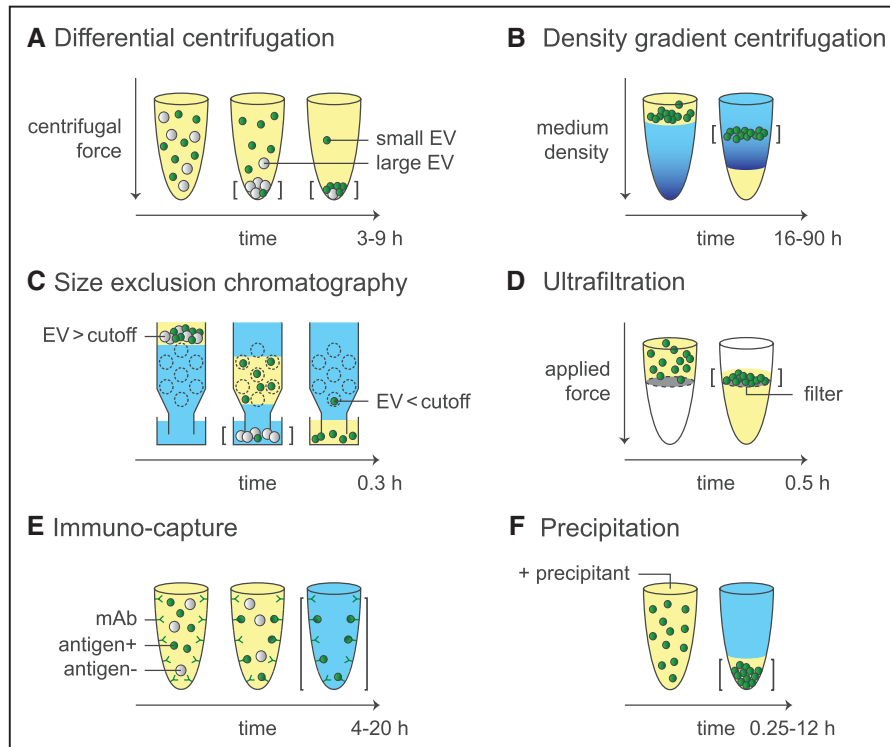 A Differential centrifugation
centrifugal
force
small EV
large EV
[ ]
[ ]
time
3-9 h
B Density gradient centrifugation
medium
density
[ ]
time
16-90 h
C Size exclusion chromatography
EV > cutoff
EV < cutoff
[ ]
time
0.3 h
D Ultrafiltration
applied
force
[ ]
filter
time
0.5 h
E Immuno-capture
mAb
antigen+
antigen-
[ ]
time
4-20 h
F Precipitation
+ precipitant
[ ]
time
0.25-12 h